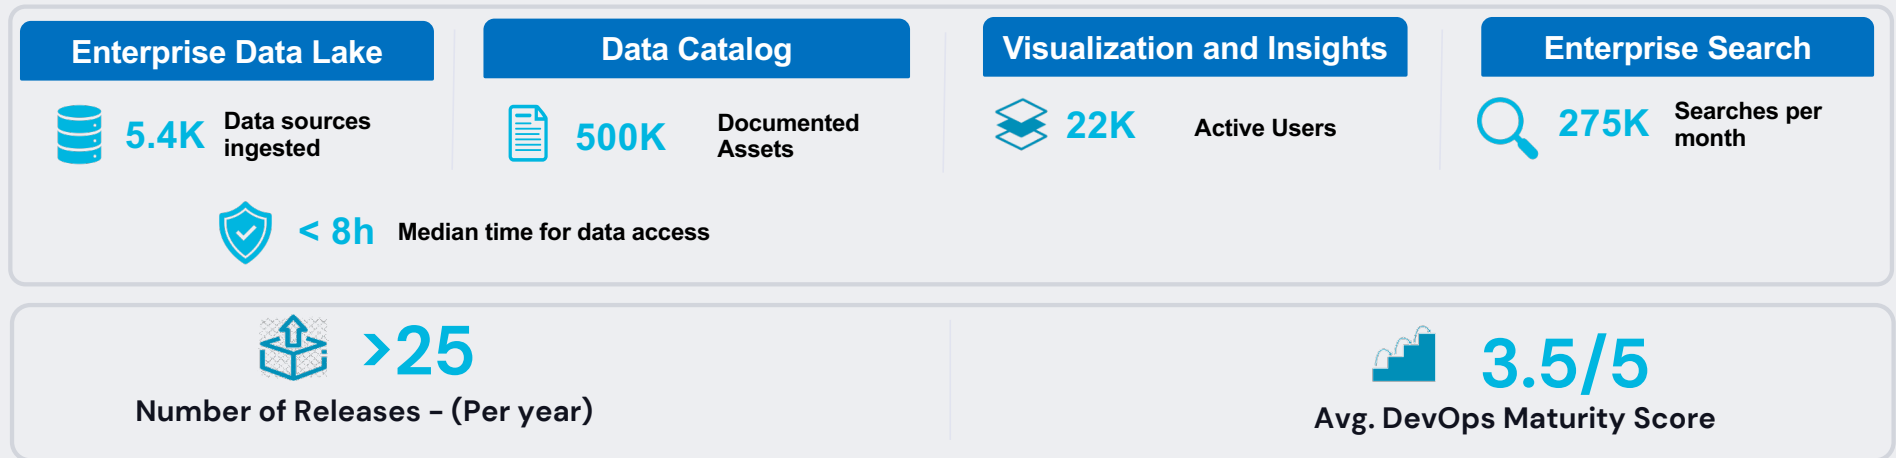 Enterprise Data Lake
5.4K
Data sources
ingested
Data Catalog
500K
Documented
Assets
Visualization and Insights
22K
Active Users
Enterprise Search
275K
Searches per
month
< 8h
Median time for data access
>25
Number of Releases – (Per year)
3.5/5
Avg. DevOps Maturity Score